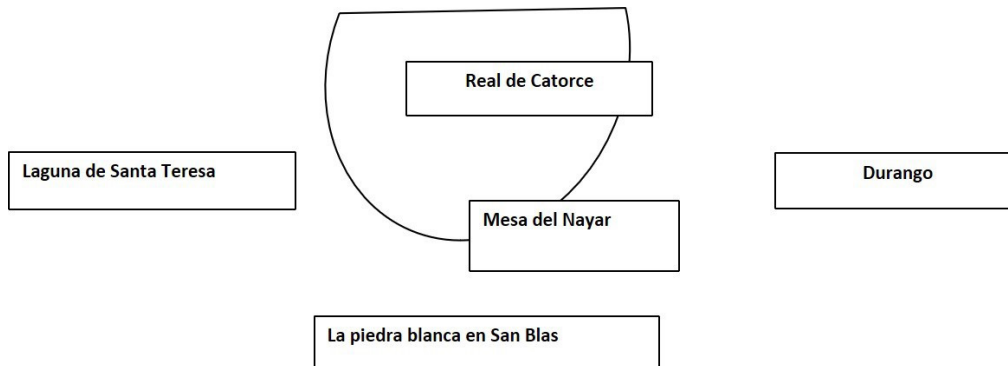 Real de Catorce
Laguna de Santa Teresa
Durango
Mesa del Nayar
La piedra blanca en San Blas